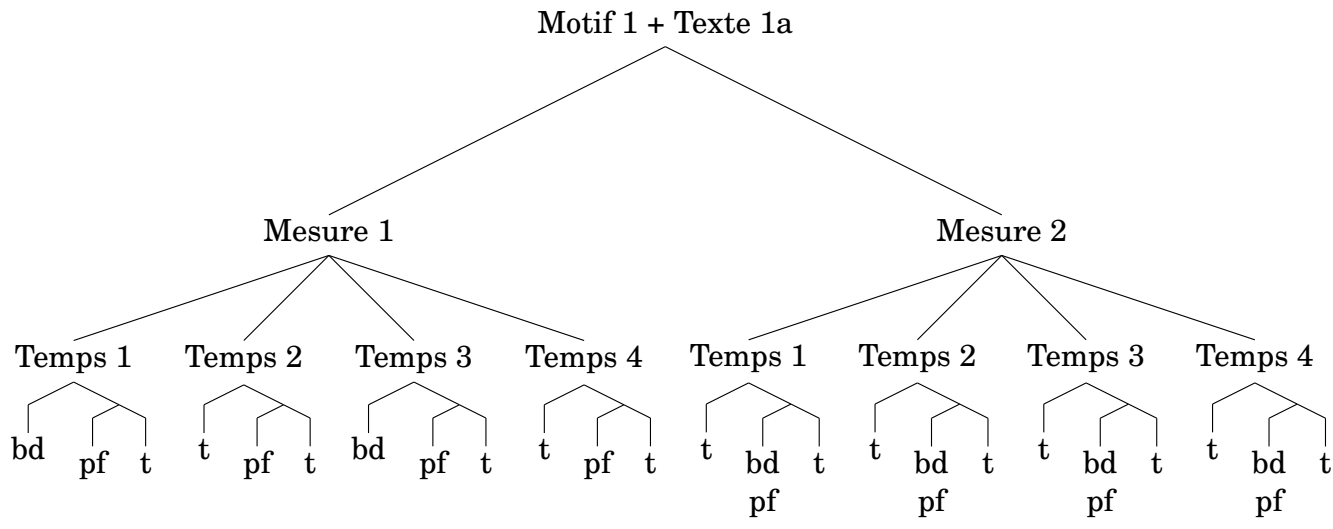 Motif 1 + Texte 1a
Mesure 1 Mesure 2
Temps 1 Temps 2 Temps 3 Temps 4 Temps 1 Temps 2 Temps 3 Temps 4
bd pf t t pf t bd pf t t pf t t bd t t bd t t bd t t bd t
pf pf pf pf